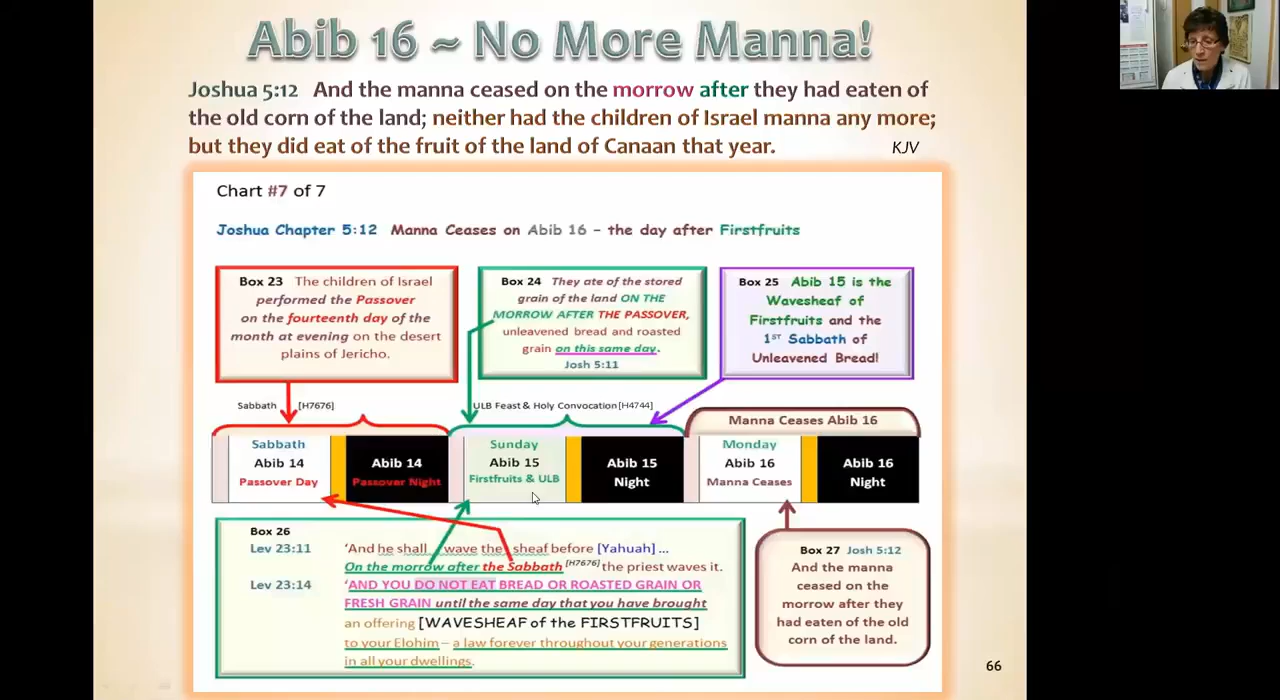 Abib 16 ~ No More Manna!
Joshua 5:12 And the manna ceased on the morrow after they had eaten of
the old corn of the land; neither had the children of Israel manna any more;
but they did eat of the fruit of the land of Canaan that year. KJV
Chart #7 of 7
Joshua Chapter 5:12 Manna Ceases on Abib 16 – the day after Firstfruits
Box 23 The children of Israel
performed the Passover
on the fourteenth day of the
month at evening on the desert
plains of Jericho.
Box 24 They ate of the stored
grain of the land ON THE
MORROW AFTER THE PASSOVER,
unleavened bread and roasted
grain on this same day.
Josh 5:11
Box 25 Abib 15 is the
Wavesheaf of
Firstfruits and the
1ST Sabbath of
Unleavened Bread!
Sabbath [H7676]
ULB Feast & Holy Convocation[H4744]
Manna Ceases Abib 16
Sabbath
Abib 14
Passover Day
Abib 14
Passover Night
Sunday
Abib 15
Firstfruits & ULB
Abib 15
Night
Monday
Abib 16
Manna Ceases
Abib 16
Night
Box 26
Lev 23:11 ‘And he shall wave the sheaf before [Yahuah] ...
On the morrow after the Sabbath [H7676] the priest waves it.
Lev 23:14 ‘AND YOU DO NOT EAT BREAD OR ROASTED GRAIN OR
FRESH GRAIN until the same day that you have brought
an offering [WAVESHEAF of the FIRSTFRUITS]
to your Elohim – a law forever throughout your generations
in all your dwellings.
Box 27 Josh 5:12
And the manna
ceased on the
morrow after they
had eaten of the old
corn of the land.
66